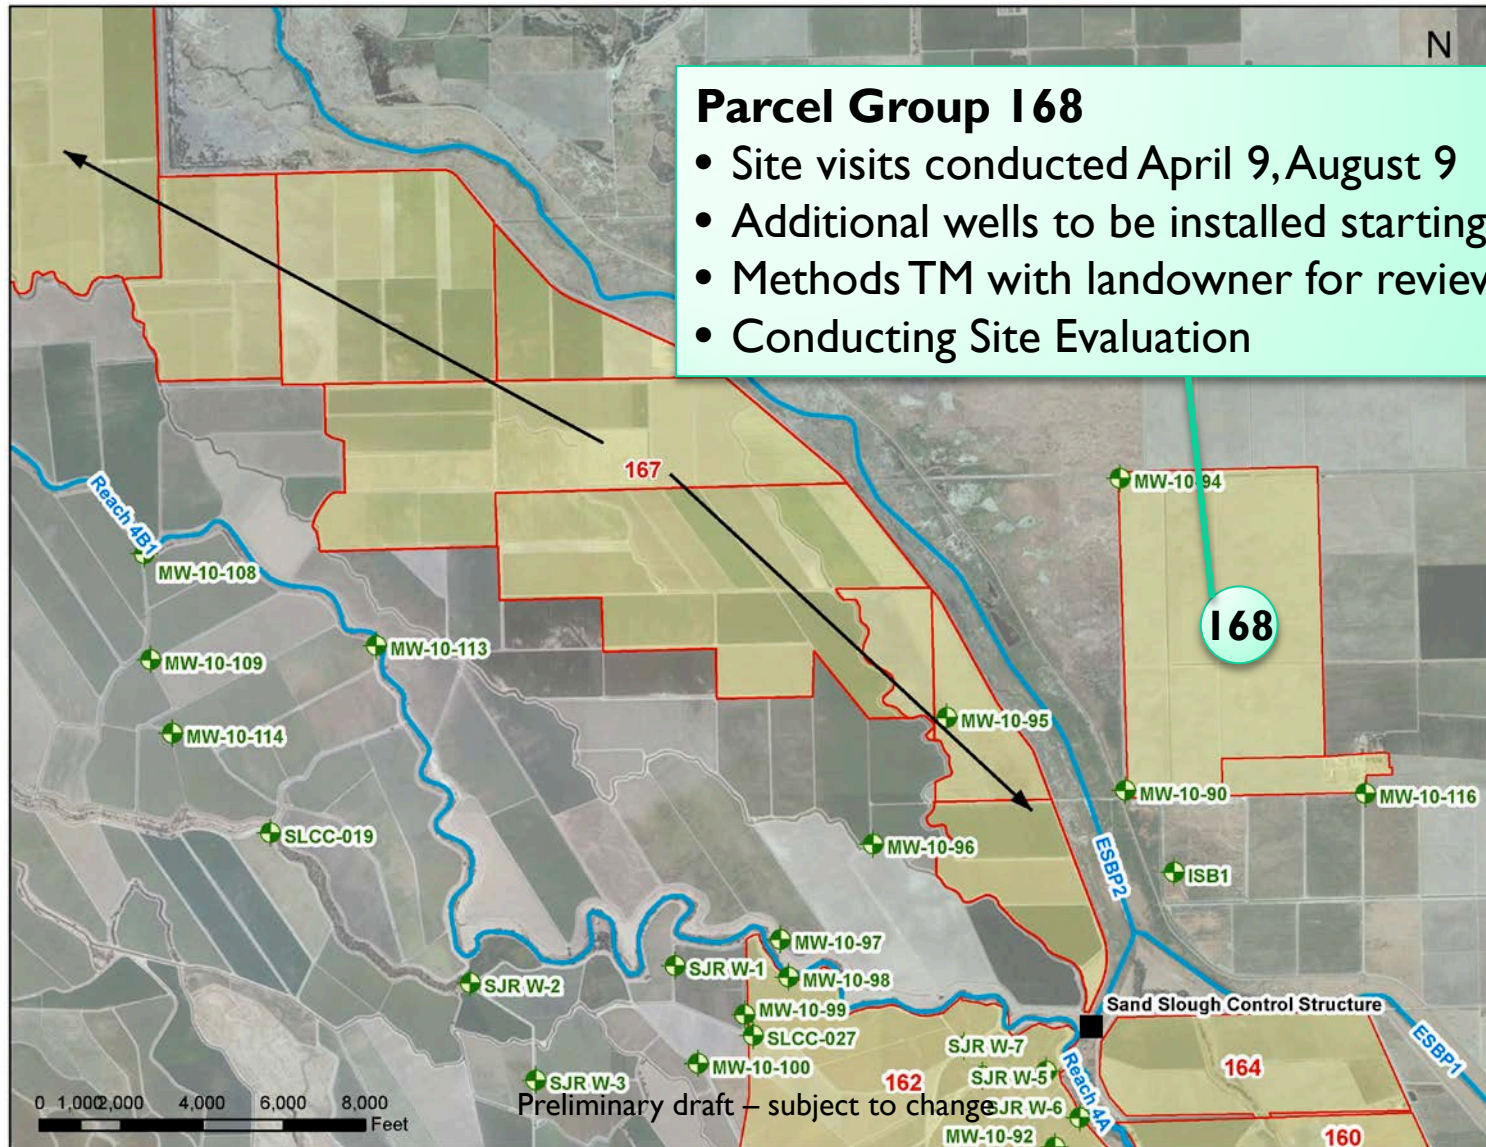 N
Parcel Group 168
• Site visits conducted April 9, August 9
• Additional wells to be installed starting
• Methods TM with landowner for review
• Conducting Site Evaluation
167
MW-10-94
Reach 4B1
MW-10-108
168
MW-10-109
MW-10-113
MW-10-114
MW-10-95
MW-10-90
MW-10-116
SLCC-019
MW-10-96
ESBP2
ISB1
MW-10-97
SJR W-1
MW-10-98
SJR W-2
MW-10-99
Sand Slough Control Structure
SLCC-027
SJR W-7
ESBP1
MW-10-100
SJR W-5
Reach 4A
164
SJR W-3
162
SJR W-6
0 1,000 2,000 4,000 6,000 8,000
Feet
Preliminary draft – subject to change
MW-10-92
160